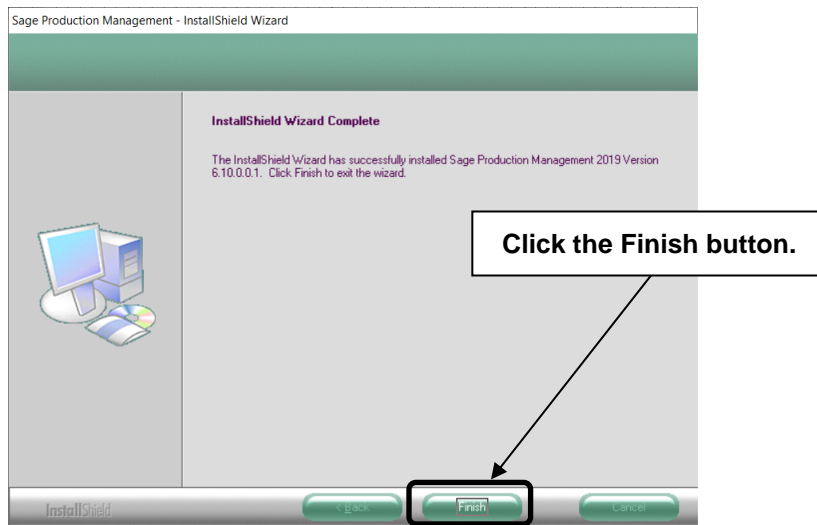 Sage Production Management - InstallShield Wizard
InstallShield Wizard Complete
The InstallShield Wizard has successfully installed Sage Production Management 2019 Version
6.10.0.0.1. Click Finish to exit the wizard.
Click the Finish button.
InstallShield
< Back
Finish
Cancel